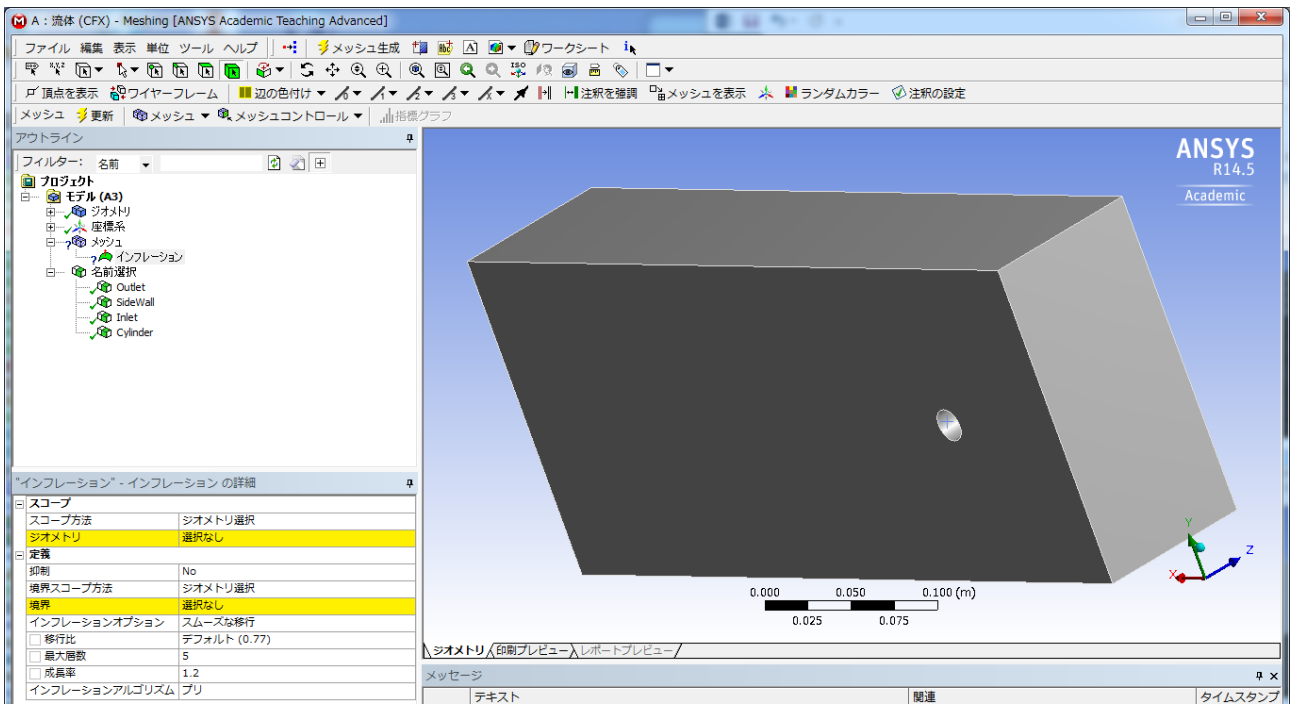 A : 流体 (CFX) - Meshing [ANSYS Academic Teaching Advanced]
ファイル 編集 表示 単位 ツール ヘルプ メッシュ生成 ワークシート
頂点を表示 ワイヤーフレーム 辺の色付け 注釈を強調 メッシュを表示 ランダムカラー 注釈の設定
メッシュ 更新 メッシュ メッシュコントロール 指標グラフ
アウトライン
フィルター: 名前
プロジェクト
モデル (A3)
ジオメトリ
座標系
メッシュ
インフレーション
名前選択
Outlet
SideWall
Inlet
Cylinder
"インフレーション" - インフレーション の詳細
スコープ
スコープ方法 ジオメトリ選択
ジオメトリ 選択なし
定義
抑制 No
境界スコープ方法 ジオメトリ選択
境界 選択なし
インフレーションオプション スムーズな移行
移行比 デフォルト (0.77)
最大層数 5
成長率 1.2
インフレーションアルゴリズム プリ
ANSYS
R14.5
Academic
Y
Z
X
0.000 0.050 0.100 (m)
0.025 0.075
ジオメトリ 印刷プレビュー レポートプレビュー
メッセージ
テキスト 関連 タイムスタンプ